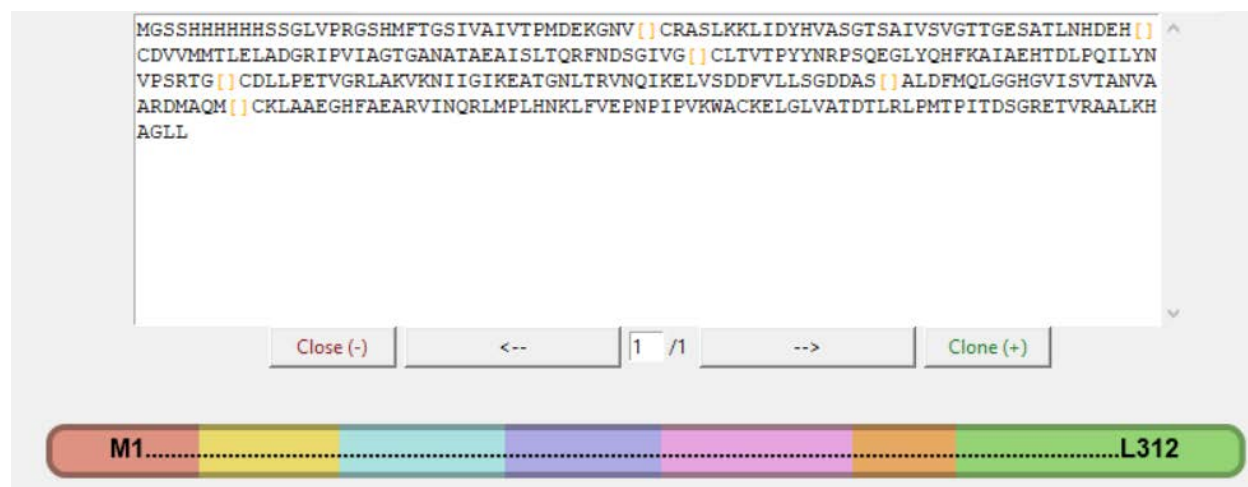 MGSSHHHHHHSSGLVPRGSHMFTGSIVAIVTPMDEKGNV[]CRASLKKLIDYHVASGTSAIVSVGTTGESATLNHDEH[]
CDVVMMTLELADGRIPVIAGTGANATAEAISLTQRFNDSGIVG[]CLTVTPYYNRPSQEGLYQHFKAIAEHTDLPQILYN
VPSRTG[]CDLLPETVGRLAKVKNIIGIKEATGNLTRVNQIKELVSDDFVLLSGDDAS[]ALDFMQLGGHGVISVTANVA
ARDMAQM[]CKLAAEGHFAEARVINQRLMPLHNKLFVEPNPIPVKWACKELGLVATDTLRLPMTPITDSGRETVRAALKH
AGLL
Close (-) <-- 1 /1 --> Clone (+)
M1............................................................................................................................................L312